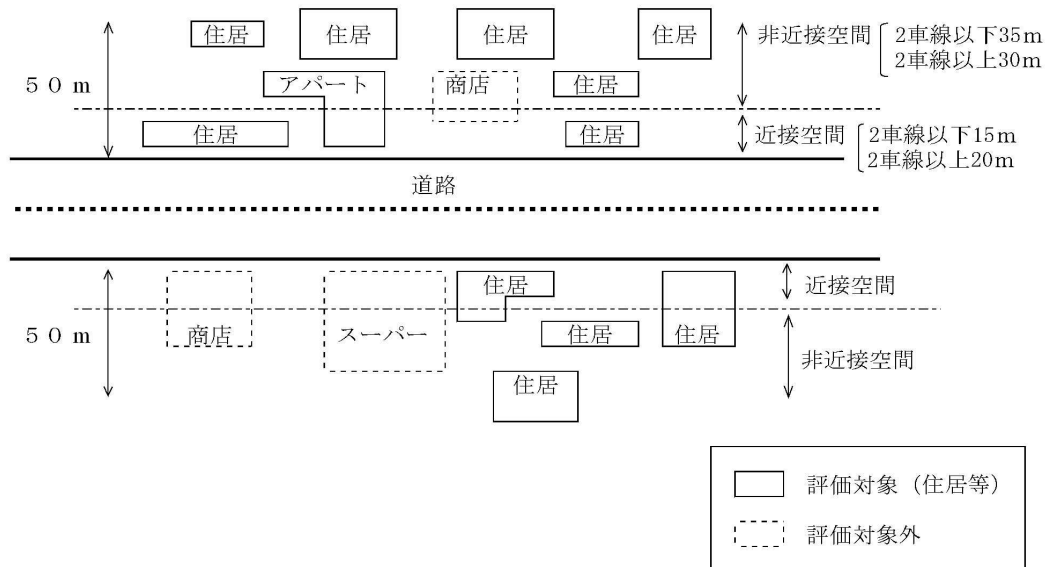 住居
住居
住居
住居
非近接空間
2車線以下35m
2車線以上30m
50m
アパート
商店
住居
住居
住居
近接空間
2車線以下15m
2車線以上20m
道路
住居
近接空間
50m
商店
スーパー
住居
住居
非近接空間
住居
評価対象（住居等）
評価対象外